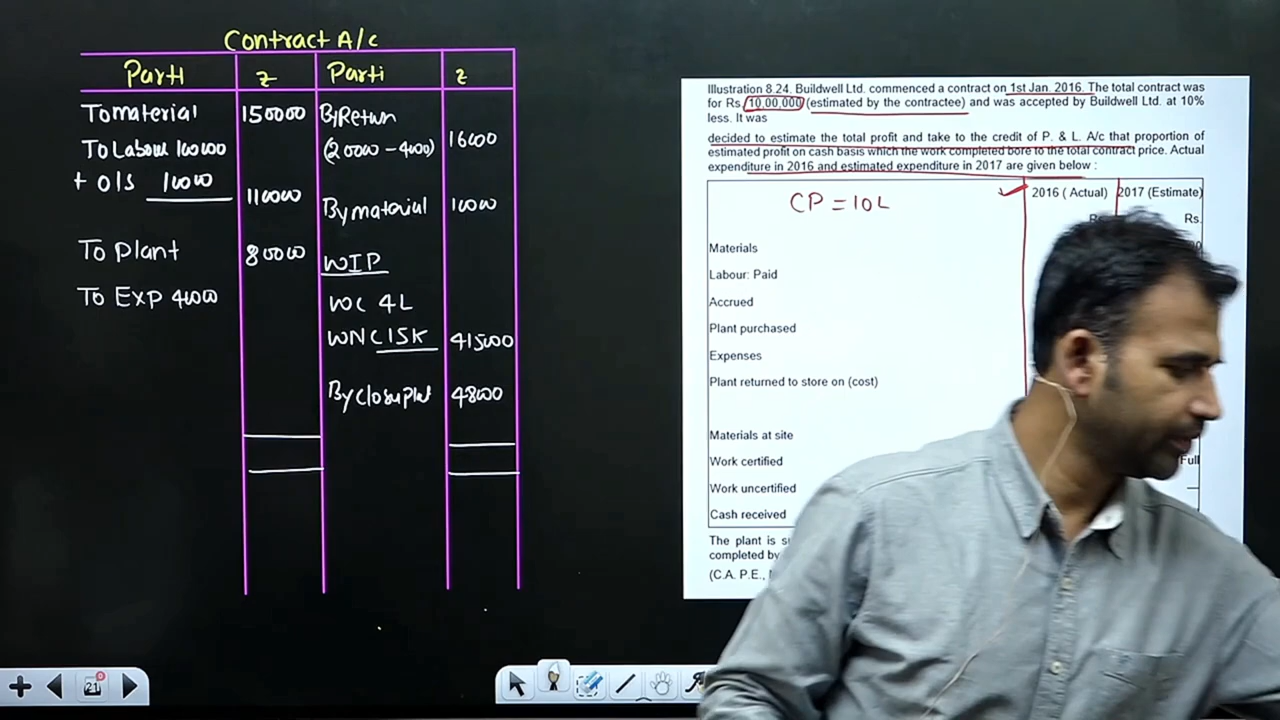 Contract A/c
Parti
₹
Parti
₹
To material 150000
To Labour 100000
+ O/S 10000
110000
To Plant 80000
To Exp 40000
By Return
(20000 - 4000) 16000
By material 10000
WIP
WC 4L
WNC 15K 415000
By closuplat 48000
Illustration 8.24. Buildwell Ltd. commenced a contract on 1st Jan. 2016. The total contract was
for Rs. 10,00,000 (estimated by the contractee) and was accepted by Buildwell Ltd. at 10%
less. It was
decided to estimate the total profit and take to the credit of P. & L. A/c that proportion of
estimated profit on cash basis which the work completed bore to the total contract price. Actual
expenditure in 2016 and estimated expenditure in 2017 are given below :
CP = 10L
2016 ( Actual)
2017 (Estimate)
Rs.
Materials
Labour: Paid
Accrued
Plant purchased
Expenses
Plant returned to store on (cost)
Materials at site
Work certified
Full
Work uncertified
—
Cash received
The plant is
completed by
(C.A. P.E.,
21